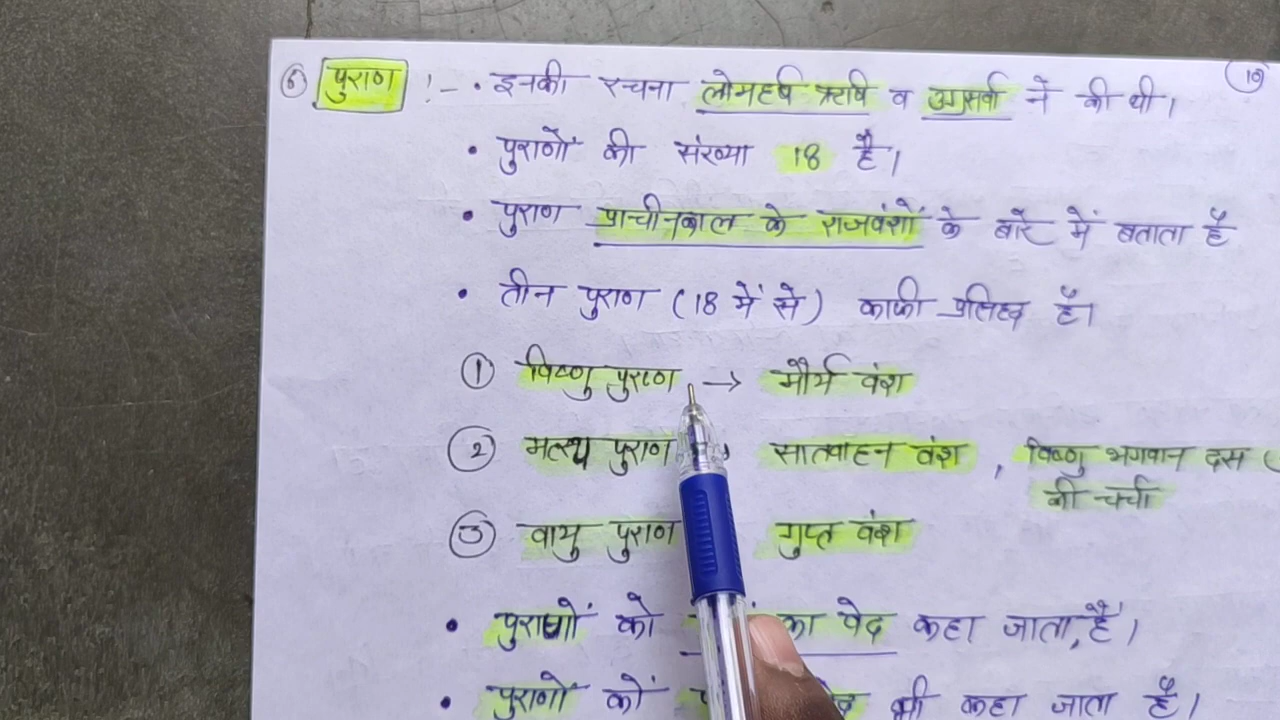 ⑥ पुराण :- • इनकी रचना लोमहर्ष ऋषि व उग्रसर्वा ने की थी। (10)
• पुराणों की संख्या 18 है।
• पुराण प्राचीनकाल के राजवंशों के बारे में बताता है
• तीन पुराण (18 में से) काफी प्रसिद्ध हैं।
① विष्णु पुराण → मौर्य वंश
② मत्स्य पुराण सातवाहन वंश, विष्णु भगवान दस
की चर्चा
③ वायु पुराण गुप्त वंश
• पुराणों को का वेद कहा जाता है।
• पुराणों कों भी कहा जाता है।